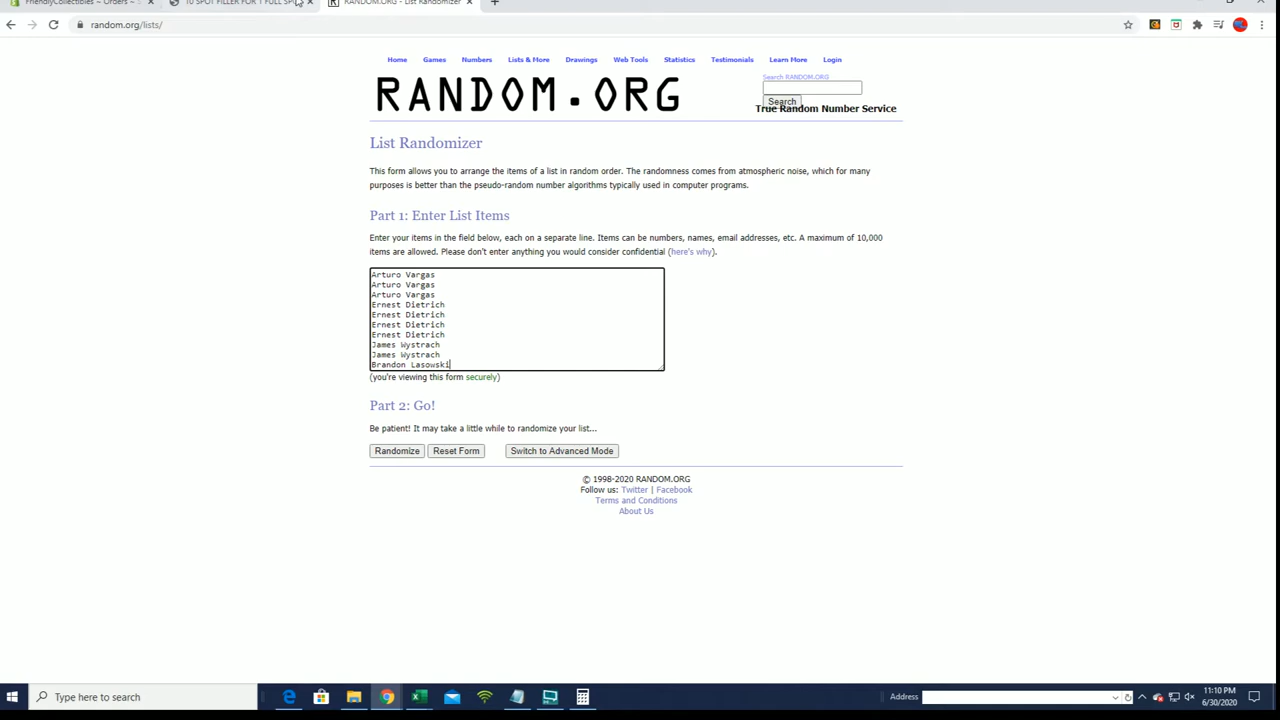 FriendlyCollectibles – Orders –
10 SPOT FILLER FOR 1 FULL SPO
RANDOM.ORG - List Randomizer
random.org/lists/
Home Games Numbers Lists & More Drawings Web Tools Statistics Testimonials Learn More Login
RANDOM.ORG
Search RANDOM.ORG
Search
True Random Number Service
List Randomizer
This form allows you to arrange the items of a list in random order. The randomness comes from atmospheric noise, which for many
purposes is better than the pseudo-random number algorithms typically used in computer programs.
Part 1: Enter List Items
Enter your items in the field below, each on a separate line. Items can be numbers, names, email addresses, etc. A maximum of 10,000
items are allowed. Please don't enter anything you would consider confidential (here's why).
Arturo Vargas
Arturo Vargas
Arturo Vargas
Ernest Dietrich
Ernest Dietrich
Ernest Dietrich
Ernest Dietrich
James Wystrach
James Wystrach
Brandon Lasowski
(you're viewing this form securely)
Part 2: Go!
Be patient! It may take a little while to randomize your list...
Randomize Reset Form Switch to Advanced Mode
© 1998-2020 RANDOM.ORG
Follow us: Twitter | Facebook
Terms and Conditions
About Us
Type here to search
Address
11:10 PM
6/30/2020